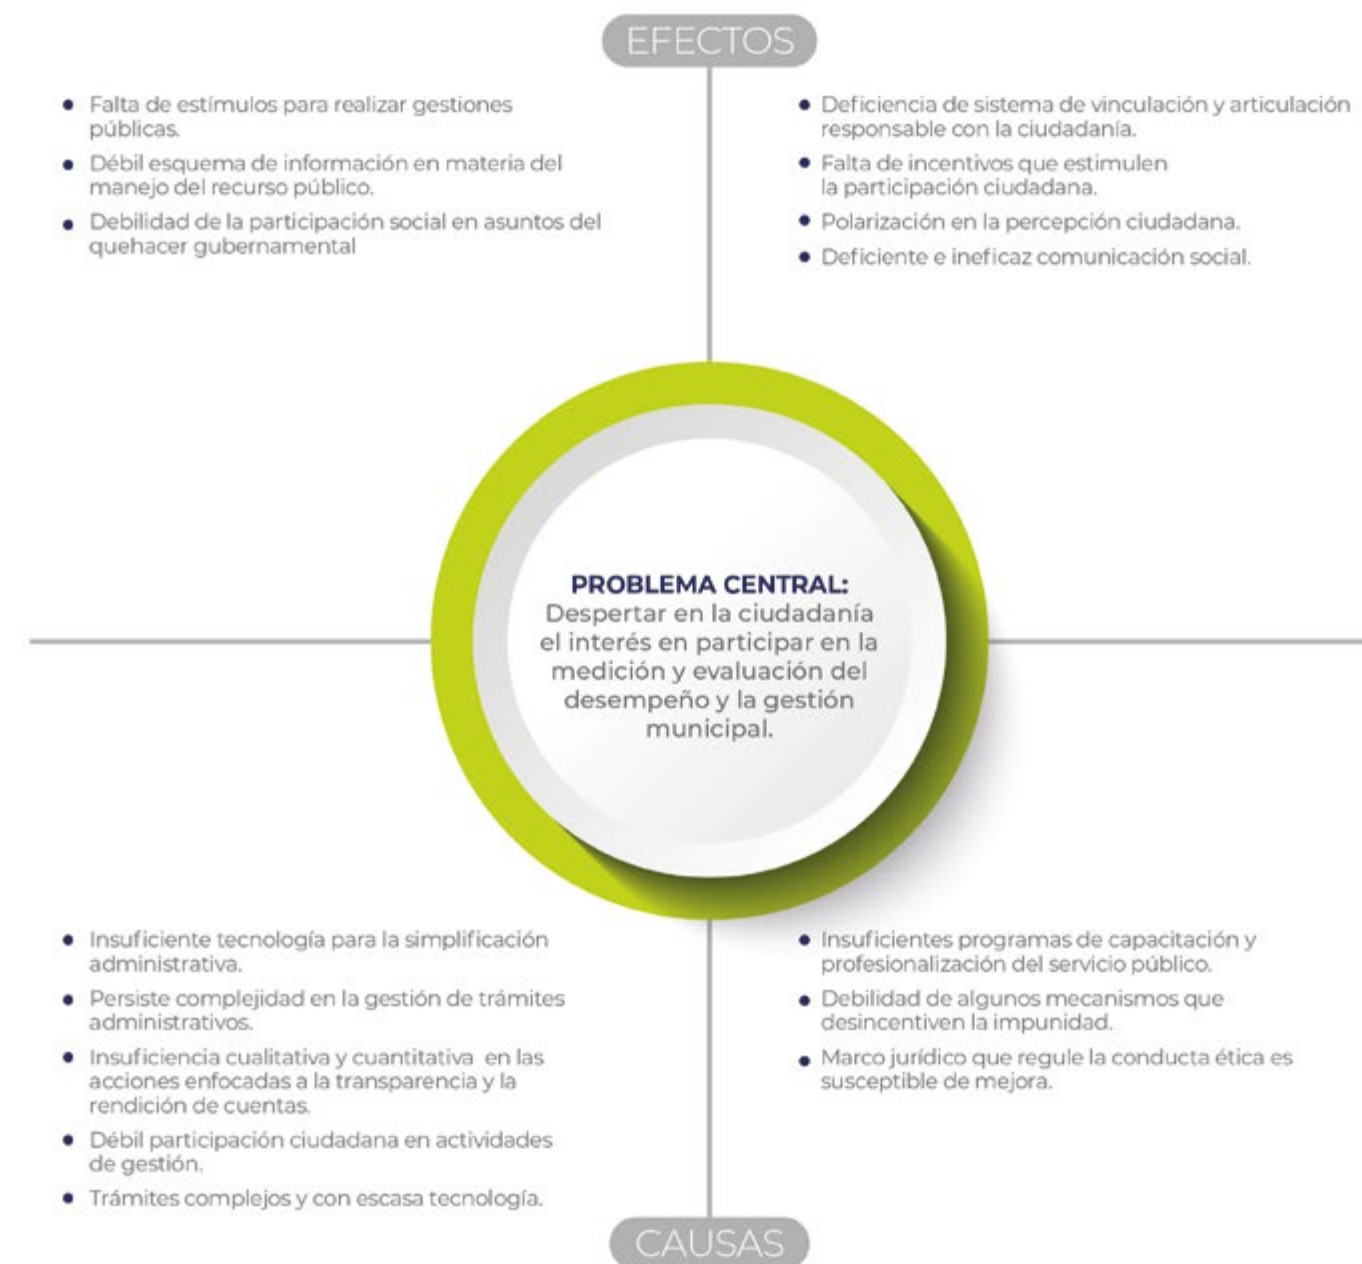 EFECTOS
Falta de estímulos para realizar gestiones
públicas.
Débil esquema de información en materia del
manejo del recurso público.
Debilidad de la participación social en asuntos del
quehacer gubernamental
Deficiencia de sistema de vinculación y articulación
responsable con la ciudadanía.
Falta de incentivos que estimulen
la participación ciudadana.
Polarización en la percepción ciudadana.
Deficiente e ineficaz comunicación social.
PROBLEMA CENTRAL:
Despertar en la ciudadanía
el interés en participar en la
medición y evaluación del
desempeño y la gestión
municipal.
Insuficiente tecnología para la simplificación
administrativa.
Persiste complejidad en la gestión de trámites
administrativos.
Insuficiencia cualitativa y cuantitativa en las
acciones enfocadas a la transparencia y la
rendición de cuentas.
Débil participación ciudadana en actividades
de gestión.
Trámites complejos y con escasa tecnología.
Insuficientes programas de capacitación y
profesionalización del servicio público.
Debilidad de algunos mecanismos que
desincentiven la impunidad.
Marco jurídico que regule la conducta ética es
susceptible de mejora.
CAUSAS